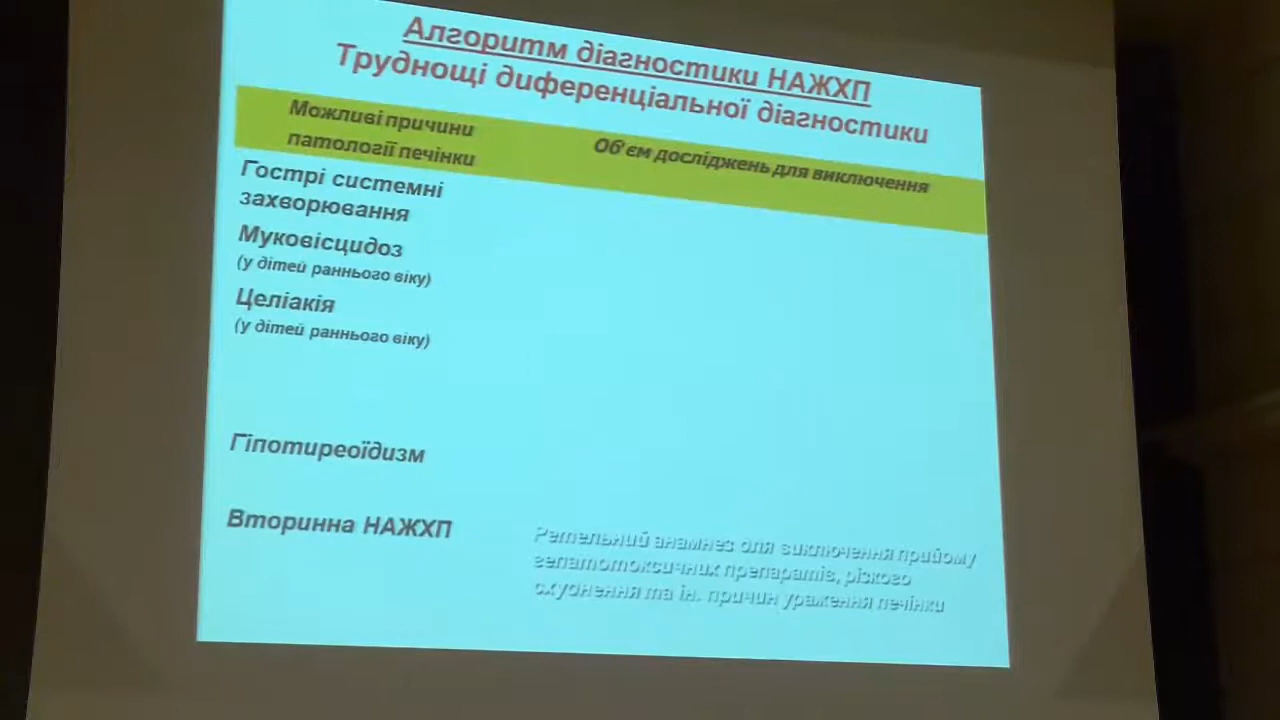 Алгоритм діагностики НАЖХП
Труднощі диференціальної діагностики
Можливі причини
патології печінки
Об'єм досліджень для виключення
Гострі системні
захворювання
Муковісцидоз
(у дітей раннього віку)
Целіакія
(у дітей раннього віку)
Гіпотиреоїдизм
Вторинна НАЖХП
Ретельний анамнез для виключення прийому
гепатотоксичних препаратів, різкого
схуднення та ін. причин ураження печінки